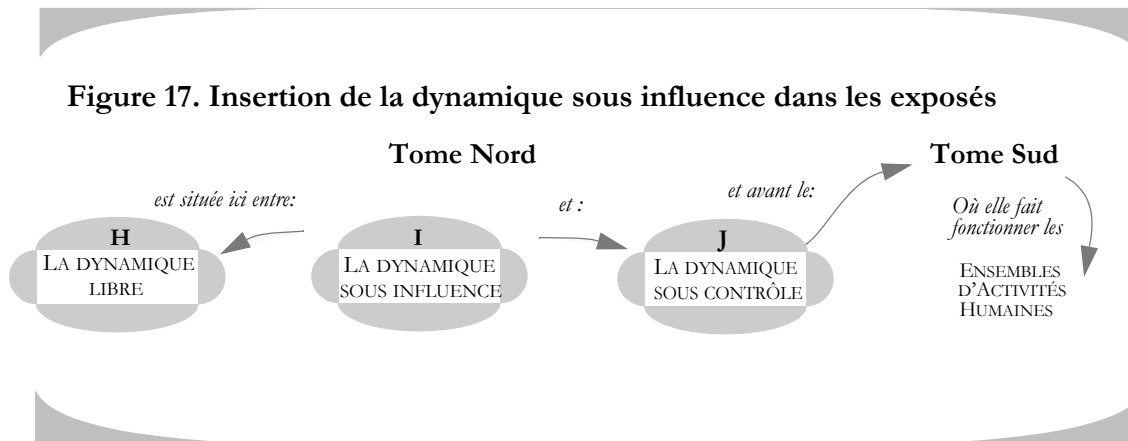 Figure 17. Insertion de la dynamique sous influence dans les exposés
Tome Nord
Tome Sud
est située ici entre:
et :
et avant le:
Où elle fait
fonctionner les
H
LA DYNAMIQUE
LIBRE
I
LA DYNAMIQUE
SOUS INFLUENCE
J
LA DYNAMIQUE
SOUS CONTRÔLE
ENSEMBLES
D'ACTIVITÉS
HUMAINES